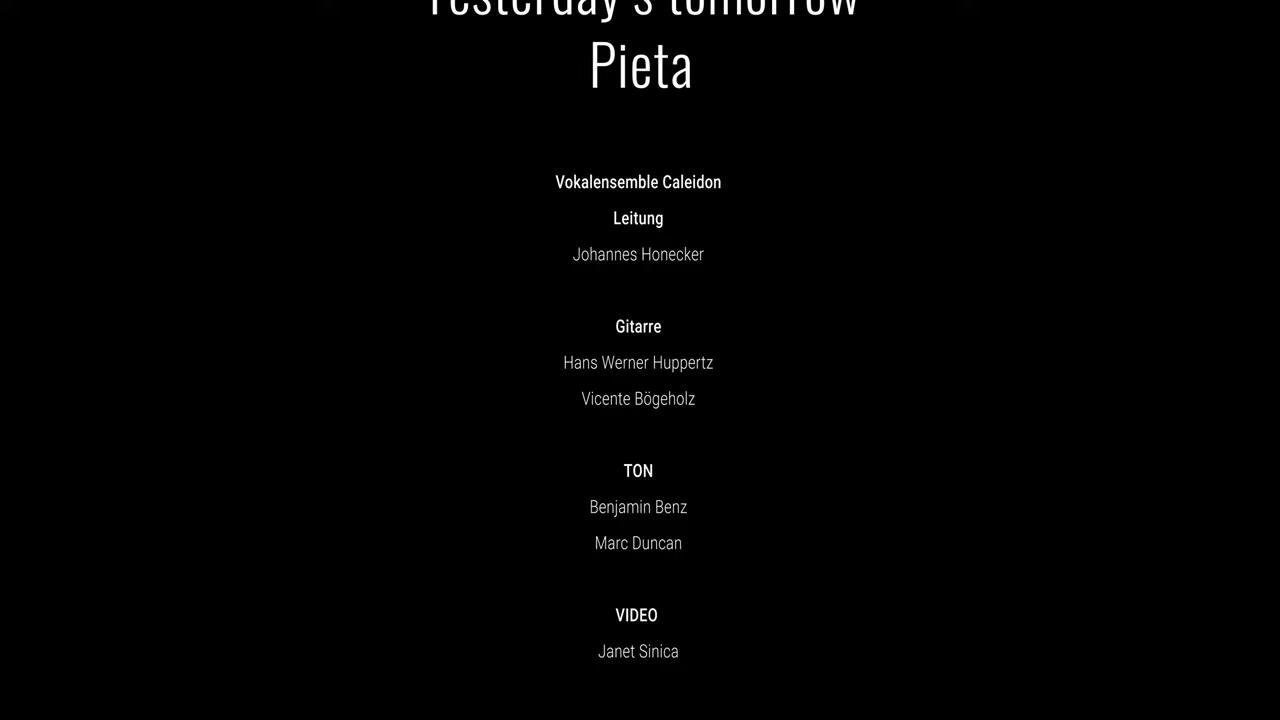 Yesterday's tomorrow
Pieta
Vokalensemble Caleidon
Leitung
Johannes Honecker
Gitarre
Hans Werner Huppertz
Vicente Bögeholz
TON
Benjamin Benz
Marc Duncan
VIDEO
Janet Sinica